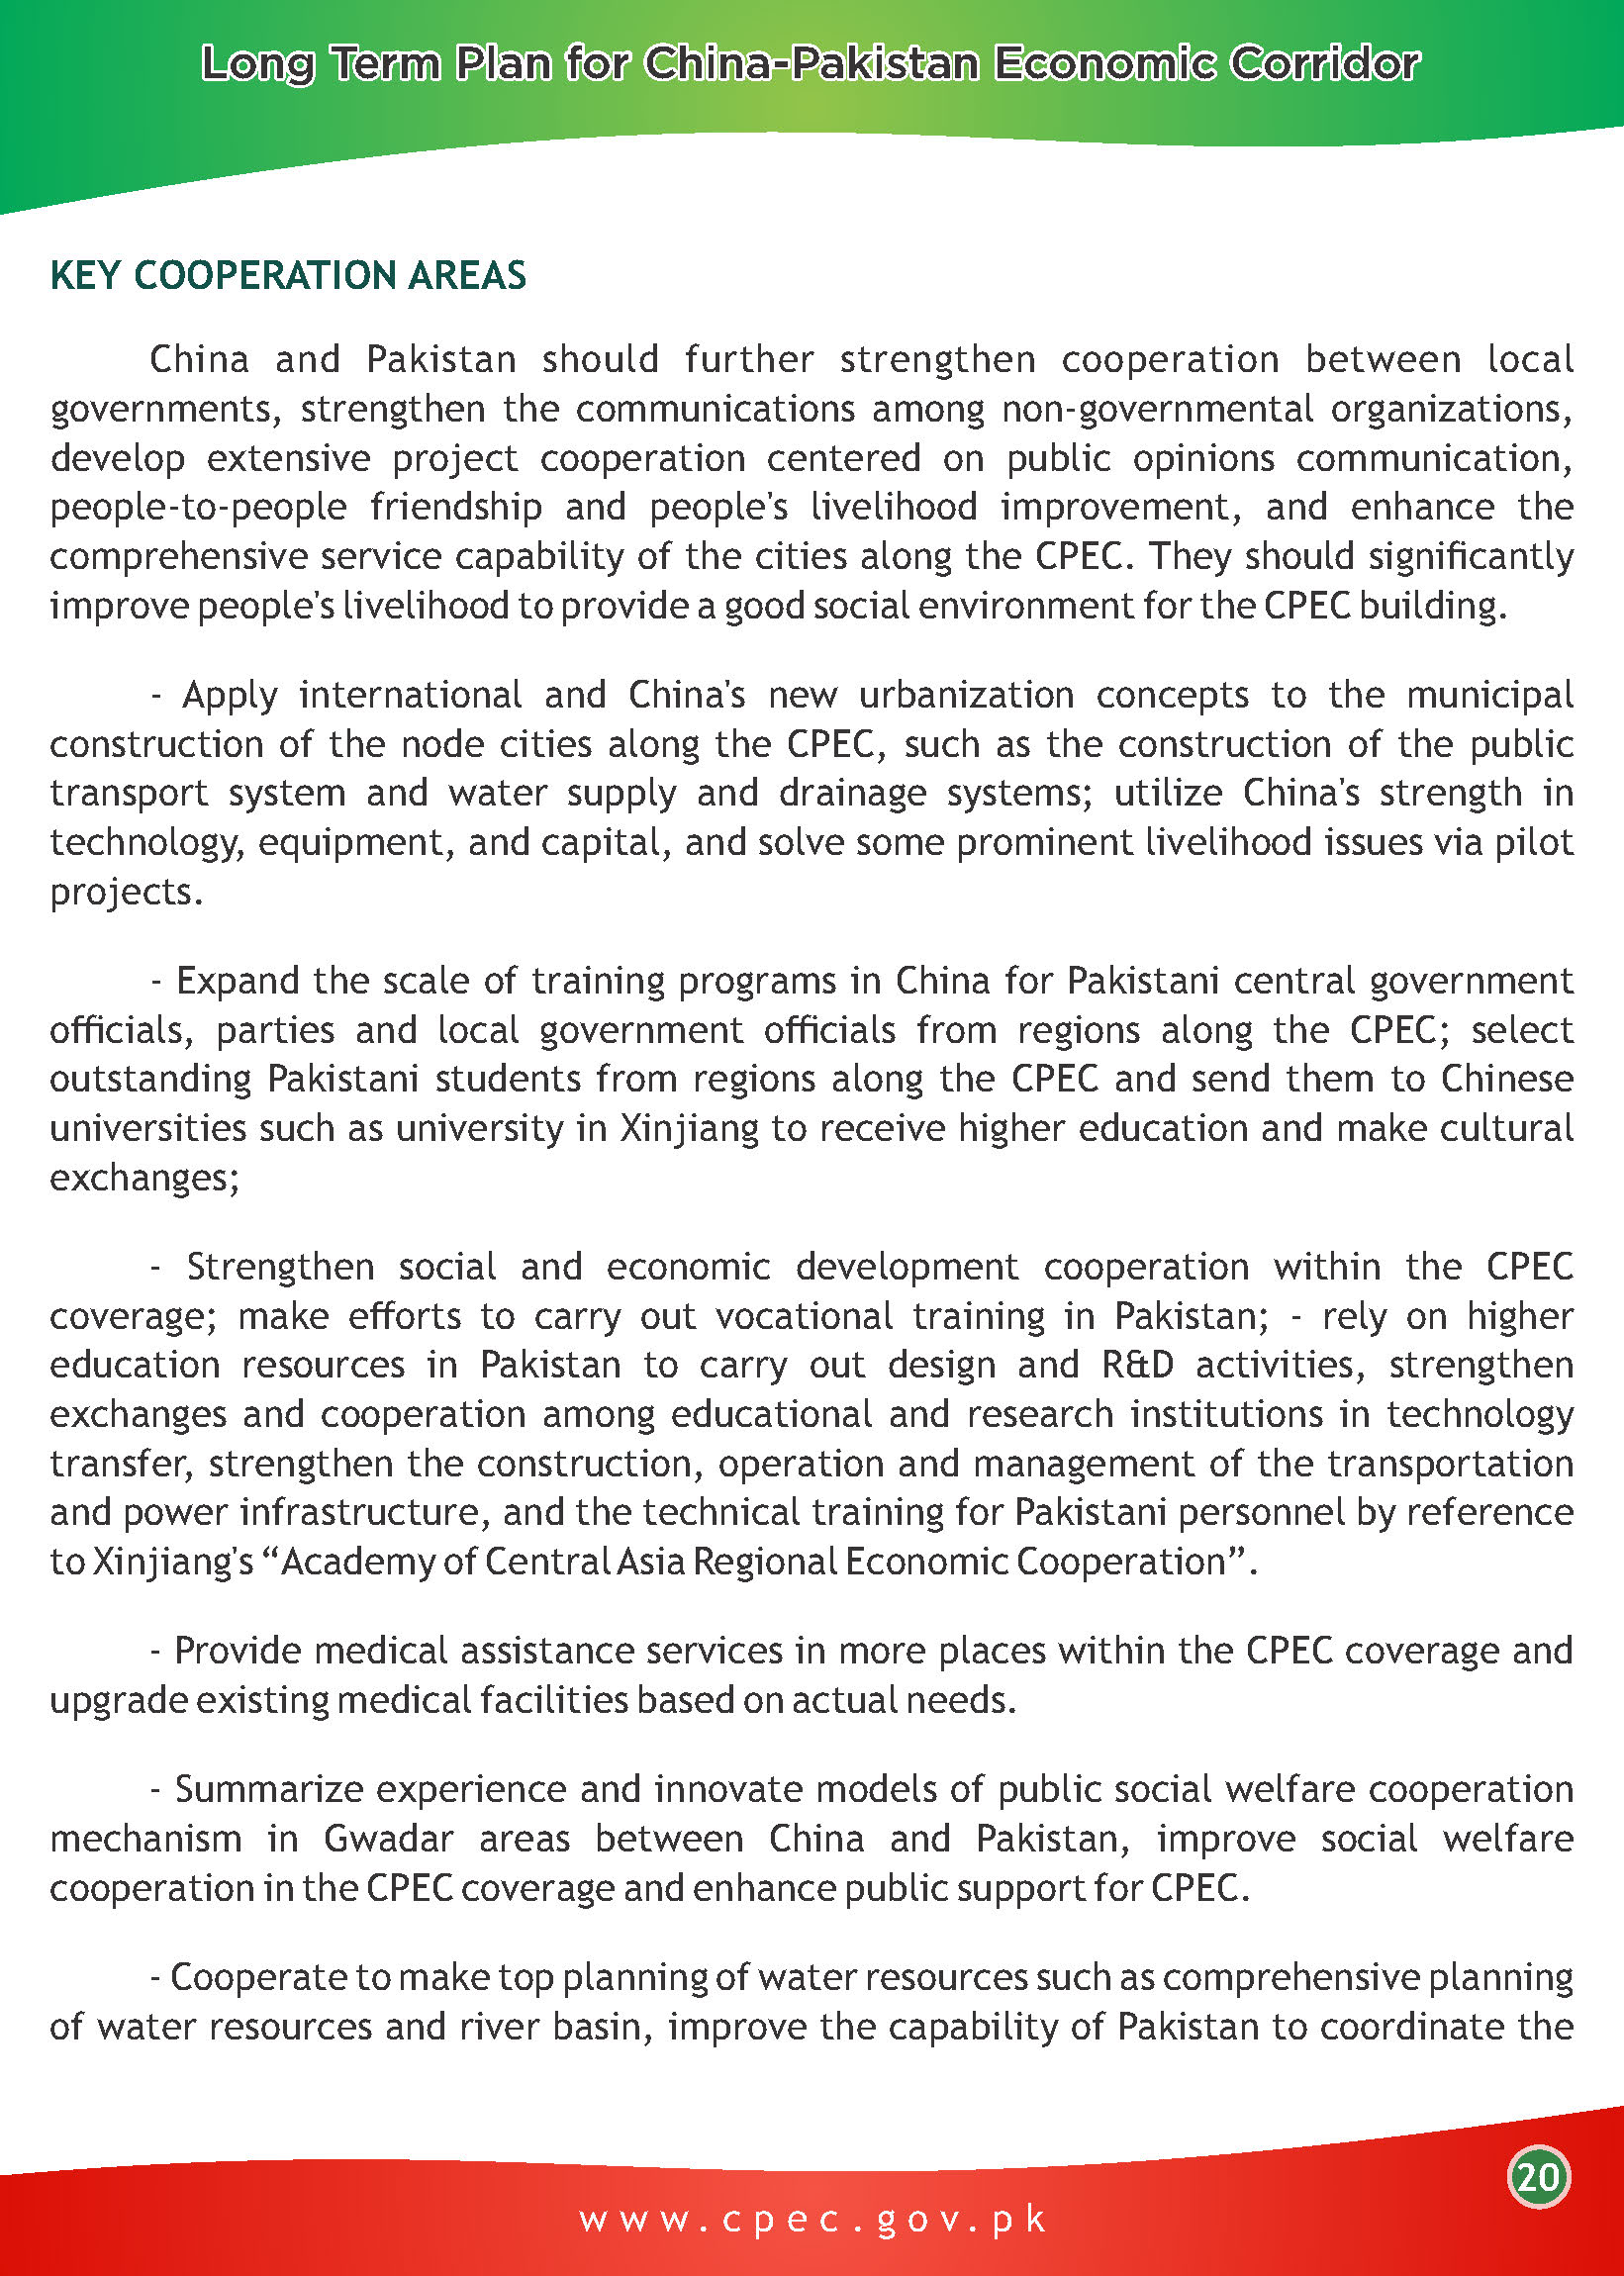 Long Term Plan for China-Pakistan Economic Corridor
KEY COOPERATION AREAS
China and Pakistan should further strengthen cooperation between local
governments, strengthen the communications among non-governmental organizations,
develop extensive project cooperation centered on public opinions communication,
people-to-people friendship and people's livelihood improvement, and enhance the
comprehensive service capability of the cities along the CPEC. They should significantly
improve people's livelihood to provide a good social environment for the CPEC building.
- Apply international and China's new urbanization concepts to the municipal
construction of the node cities along the CPEC, such as the construction of the public
transport system and water supply and drainage systems; utilize China's strength in
technology, equipment, and capital, and solve some prominent livelihood issues via pilot
projects.
- Expand the scale of training programs in China for Pakistani central government
officials, parties and local government officials from regions along the CPEC; select
outstanding Pakistani students from regions along the CPEC and send them to Chinese
universities such as university in Xinjiang to receive higher education and make cultural
exchanges;
- Strengthen social and economic development cooperation within the CPEC
coverage; make efforts to carry out vocational training in Pakistan; - rely on higher
education resources in Pakistan to carry out design and R&D activities, strengthen
exchanges and cooperation among educational and research institutions in technology
transfer, strengthen the construction, operation and management of the transportation
and power infrastructure, and the technical training for Pakistani personnel by reference
to Xinjiang's “Academy of Central Asia Regional Economic Cooperation”.
- Provide medical assistance services in more places within the CPEC coverage and
upgrade existing medical facilities based on actual needs.
- Summarize experience and innovate models of public social welfare cooperation
mechanism in Gwadar areas between China and Pakistan, improve social welfare
cooperation in the CPEC coverage and enhance public support for CPEC.
- Cooperate to make top planning of water resources such as comprehensive planning
of water resources and river basin, improve the capability of Pakistan to coordinate the
20
www.cpec.gov.pk